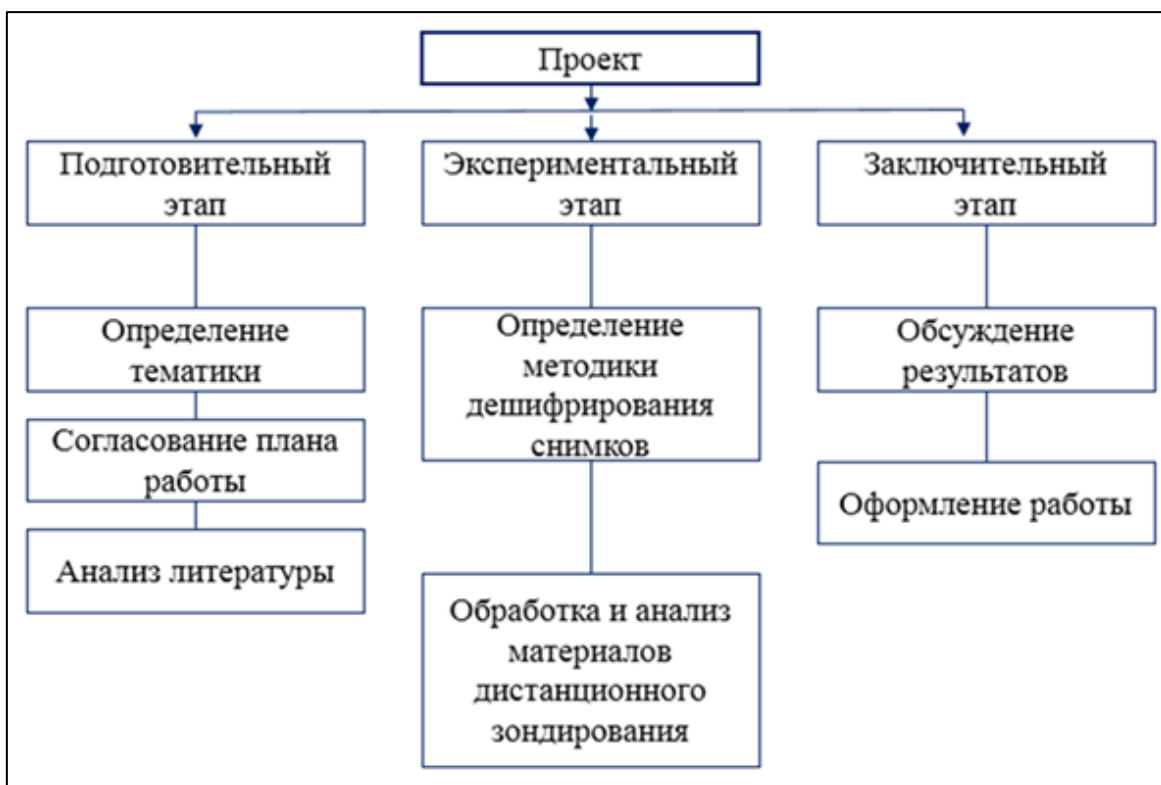 Проект
Подготовительный
этап
Экспериментальный
этап
Заключительный
этап
Определение
тематики
Согласование плана
работы
Анализ литературы
Определение
методики
дешифрирования
снимков
Обработка и анализ
материалов
дистанционного
зондирования
Обсуждение
результатов
Оформление работы